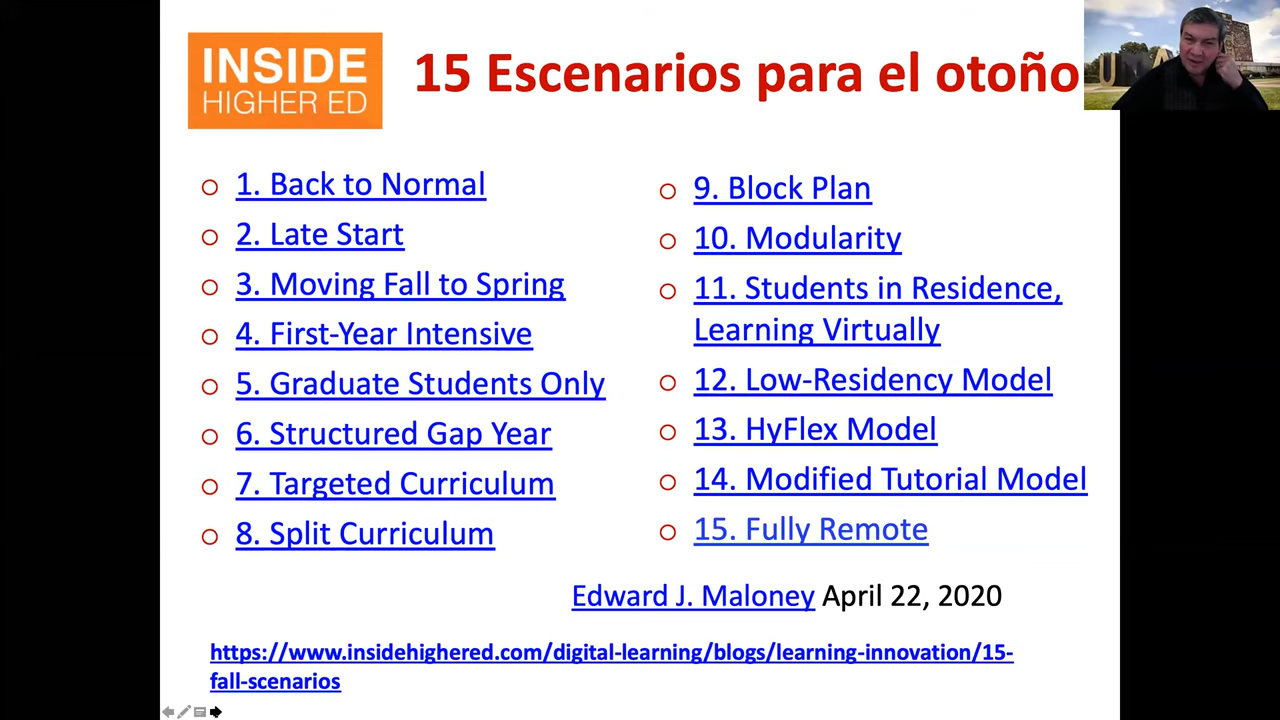 INSIDE
HIGHER ED
15 Escenarios para el otoño
1. Back to Normal
2. Late Start
3. Moving Fall to Spring
4. First-Year Intensive
5. Graduate Students Only
6. Structured Gap Year
7. Targeted Curriculum
8. Split Curriculum
9. Block Plan
10. Modularity
11. Students in Residence,
Learning Virtually
12. Low-Residency Model
13. HyFlex Model
14. Modified Tutorial Model
15. Fully Remote
Edward J. Maloney April 22, 2020
https://www.insidehighered.com/digital-learning/blogs/learning-innovation/15-
fall-scenarios